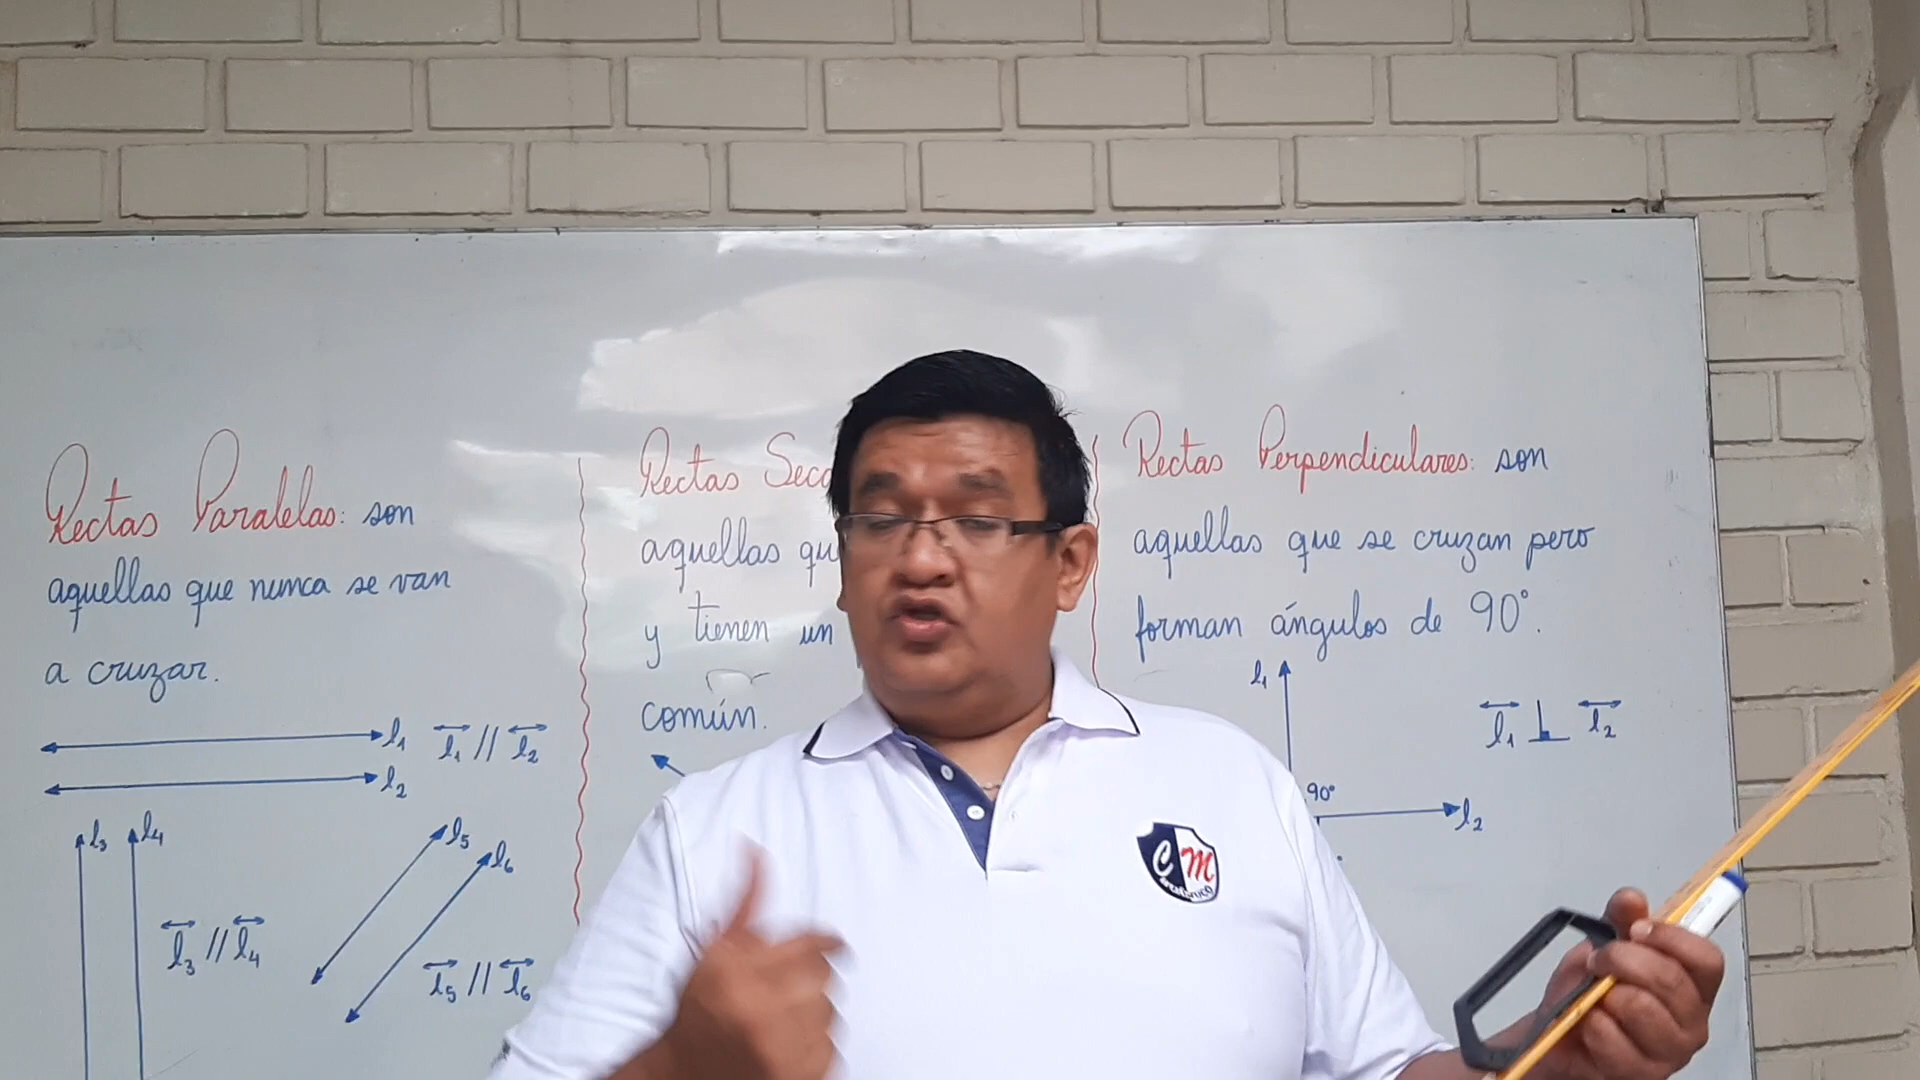 Rectas Paralelas: son
aquellas que nunca se van
a cruzar.
l1
l1 // l2
l2
l3
l4
l3 // l4
l5
l6
l5 // l6
Rectas
aquellas
y tienen un
común.
Rectas Perpendiculares: son
aquellas que se cruzan pero
forman ángulos de 90°.
l1
l1 ⊥ l2
90°
l2
CM